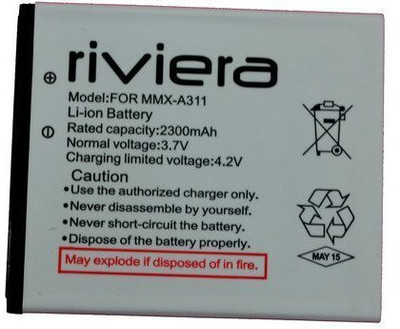 riviera
Model:FOR MMX-A311
Li-ion Battery
Rated capacity:2300mAh
Normal voltage:3.7V
Charging limited voltage:4.2V
Caution
•Use the authorized charger only.
•Never disassemble by yourself.
•Never short-circuit the battery
•Dispose of the battery properly.
May explode if disposed of in fire.
MAY 15